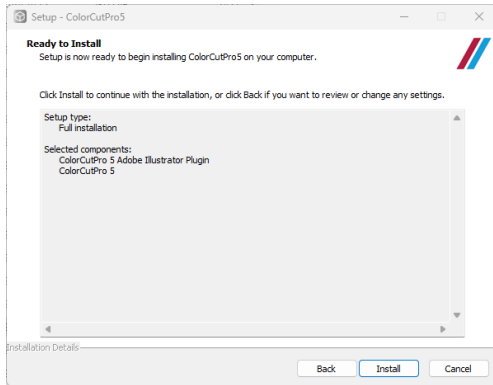 Setup - ColorCutPro5
Ready to Install
Setup is now ready to begin installing ColorCutPro5 on your computer.
Click Install to continue with the installation, or click Back if you want to review or change any settings.
Setup type:
Full installation
Selected components:
ColorCutPro 5 Adobe Illustrator Plugin
ColorCutPro 5
Installation Details
Back
Install
Cancel